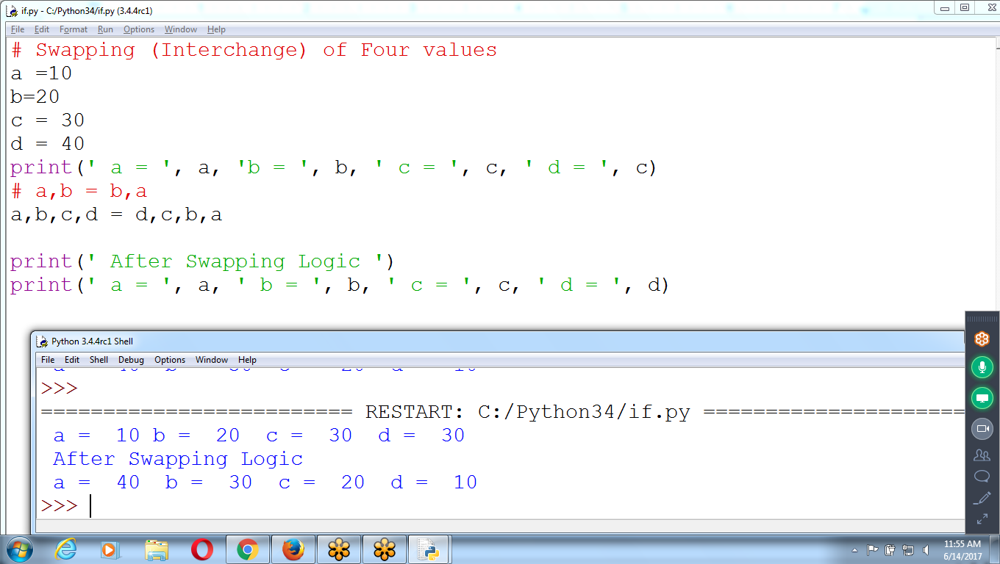 if.py - C:/Python34/if.py (3.4.4rc1)
File Edit Format Run Options Window Help
# Swapping (Interchange) of Four values
a =10
b=20
c = 30
d = 40
print(' a = ', a, 'b = ', b, ' c = ', c, ' d = ', c)
# a,b = b,a
a,b,c,d = d,c,b,a
print(' After Swapping Logic ')
print(' a = ', a, ' b = ', b, ' c = ', c, ' d = ', d)
Python 3.4.4rc1 Shell
File Edit Shell Debug Options Window Help
>>>
========================= RESTART: C:/Python34/if.py =====================
 a =  10 b =  20  c =  30  d =  30
 After Swapping Logic
 a =  40  b =  30  c =  20  d =  10
>>>
11:55 AM
6/14/2017